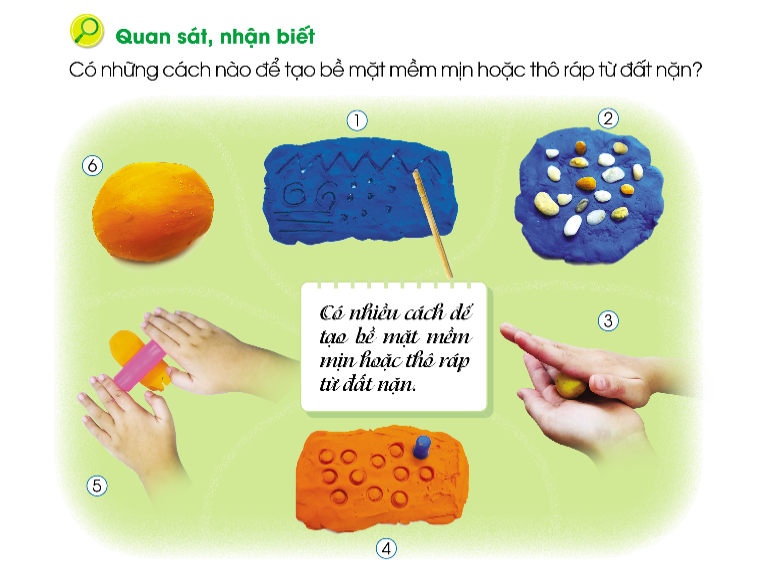 Quan sát, nhận biết
Có những cách nào để tạo bề mặt mềm mịn hoặc thô ráp từ đất nặn?
1
2
6
Có nhiều cách để
tạo bề mặt mềm
mịn hoặc thô ráp
từ đất nặn.
3
5
4